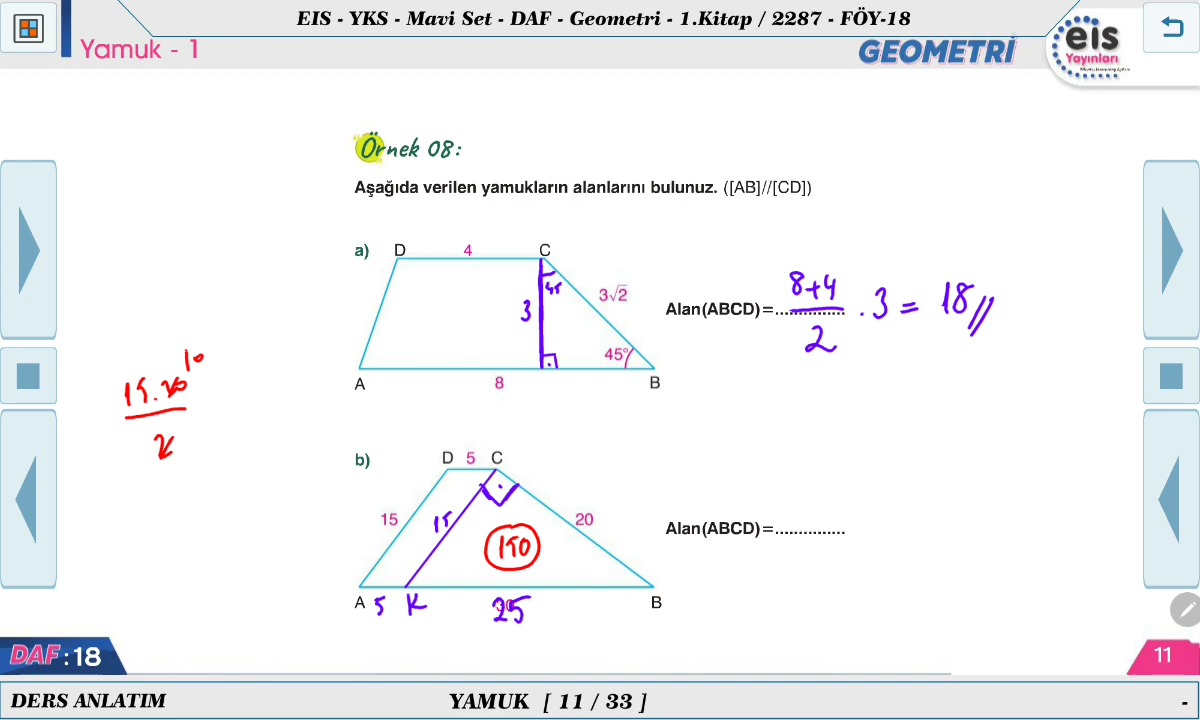 EIS - YKS - Mavi Set - DAF - Geometri - 1.Kitap / 2287 - FÖY-18
Yamuk - 1
GEOMETRİ
eis
Yayınları
Örnek 08:
Aşağıda verilen yamukların alanlarını bulunuz. ([AB]//[CD])
a)
D 4 C
45
3
3√2
45°
A 8 B
Alan(ABCD)=..............
8+4
2
. 3 = 18//
15.20 10
2
b)
D 5 C
15 15 20
150
A 5 K 25 B
Alan(ABCD)=...............
DAF:18
11
DERS ANLATIM
YAMUK [ 11 / 33 ]
-